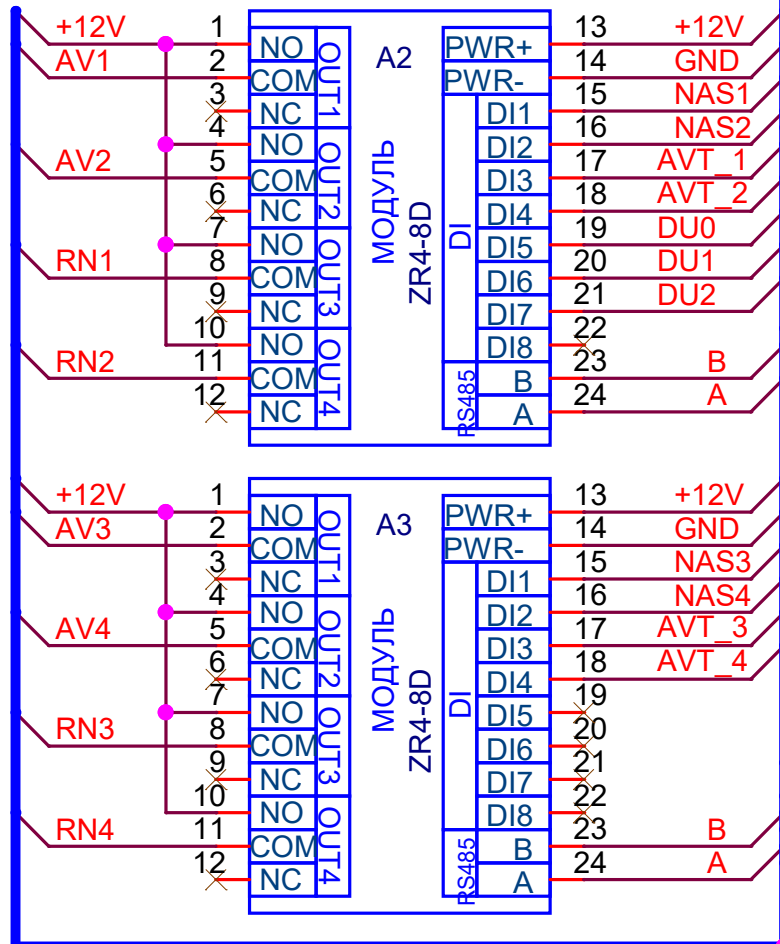 +12V 1 NO OUT1 A2 PWR+ 13 +12V
AV1 2 COM PWR- 14 GND
3 NC DI1 15 NAS1
4 NO OUT2 DI2 16 NAS2
AV2 5 COM МОДУЛЬ ZR4-8D DI DI3 17 AVT_1
6 NC DI4 18 AVT_2
7 NO OUT3 DI5 19 DU0
RN1 8 COM DI6 20 DU1
9 NC DI7 21 DU2
10 NO OUT4 DI8 22
RN2 11 COM RS485 B 23 B
12 NC A 24 A
+12V 1 NO OUT1 A3 PWR+ 13 +12V
AV3 2 COM PWR- 14 GND
3 NC DI1 15 NAS3
4 NO OUT2 DI2 16 NAS4
AV4 5 COM МОДУЛЬ ZR4-8D DI DI3 17 AVT_3
6 NC DI4 18 AVT_4
7 NO OUT3 DI5 19
RN3 8 COM DI6 20
9 NC DI7 21
10 NO OUT4 DI8 22
RN4 11 COM RS485 B 23 B
12 NC A 24 A